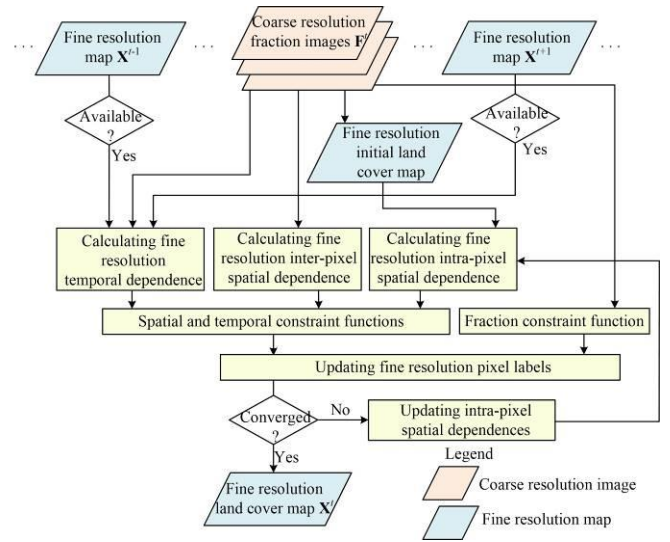 ... Fine resolution
map X^t-1
...
Coarse resolution
fraction images F^t
...
Fine resolution
map X^t+1
...
Available
?
Yes
Fine resolution
initial land
cover map
Available
?
Yes
Calculating fine
resolution
temporal dependence
Calculating fine
resolution inter-pixel
spatial dependence
Calculating fine
resolution intra-pixel
spatial dependence
Spatial and temporal constraint functions
Fraction constraint function
Updating fine resolution pixel labels
Converged
?
No
Updating intra-pixel
spatial dependences
Yes
Fine resolution
land cover map X^t
Legend
Coarse resolution image
Fine resolution map